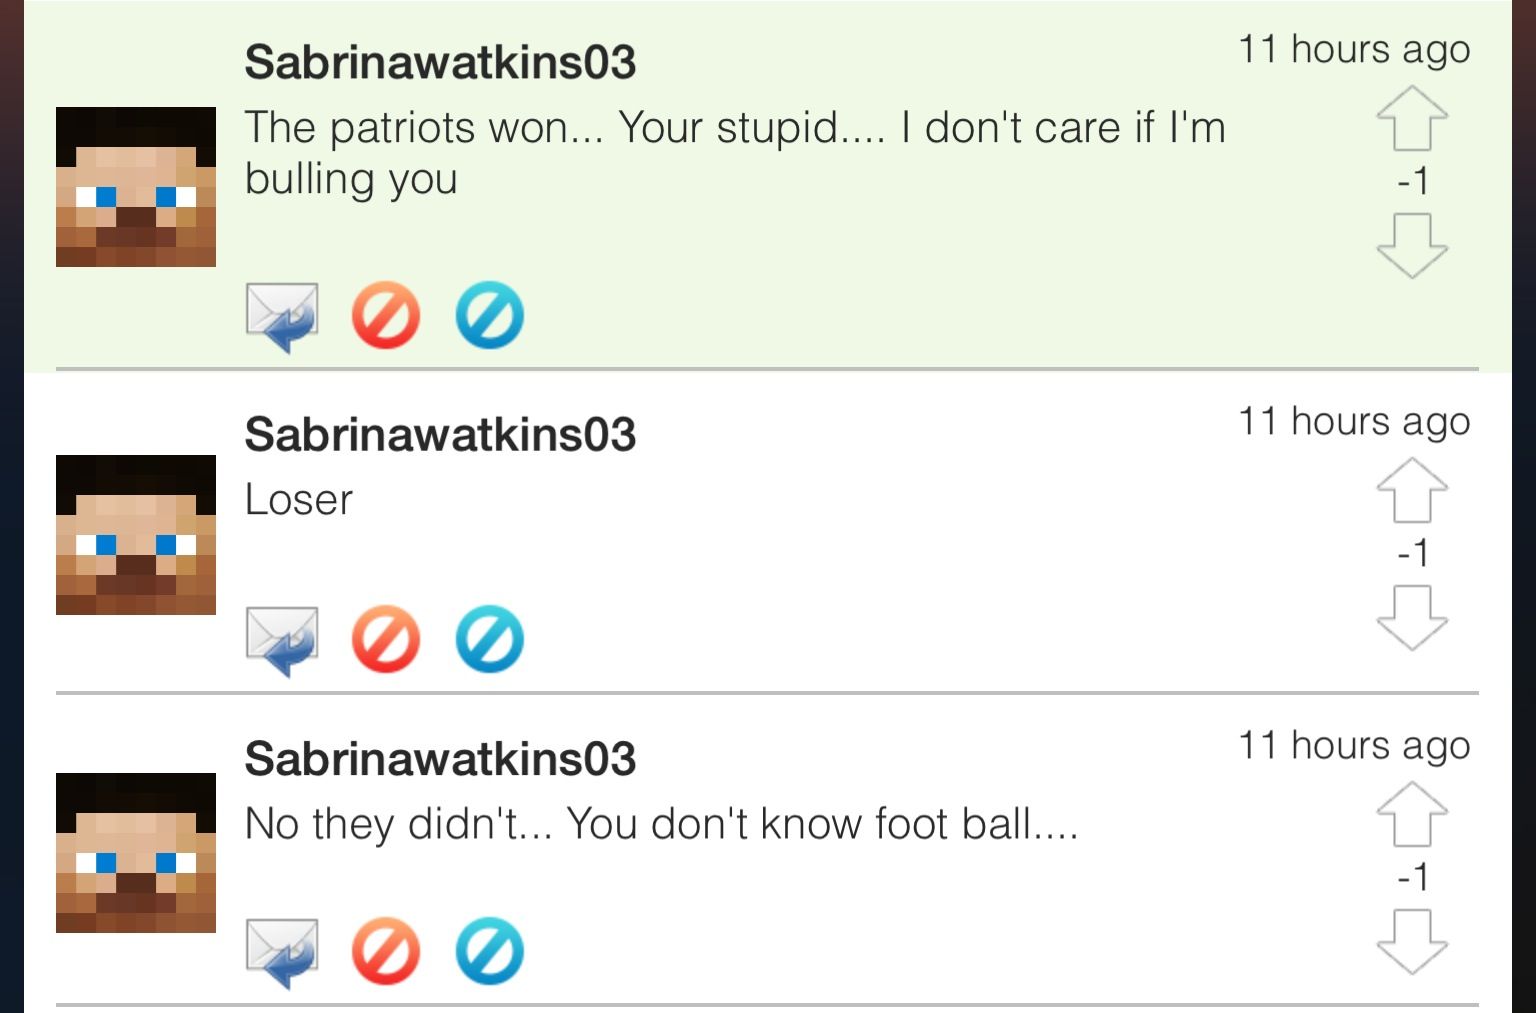 Sabrinawatkins03
11 hours ago
The patriots won... Your stupid.... I don't care if I'm
bulling you
-1
Sabrinawatkins03
11 hours ago
Loser
-1
Sabrinawatkins03
11 hours ago
No they didn't... You don't know foot ball....
-1